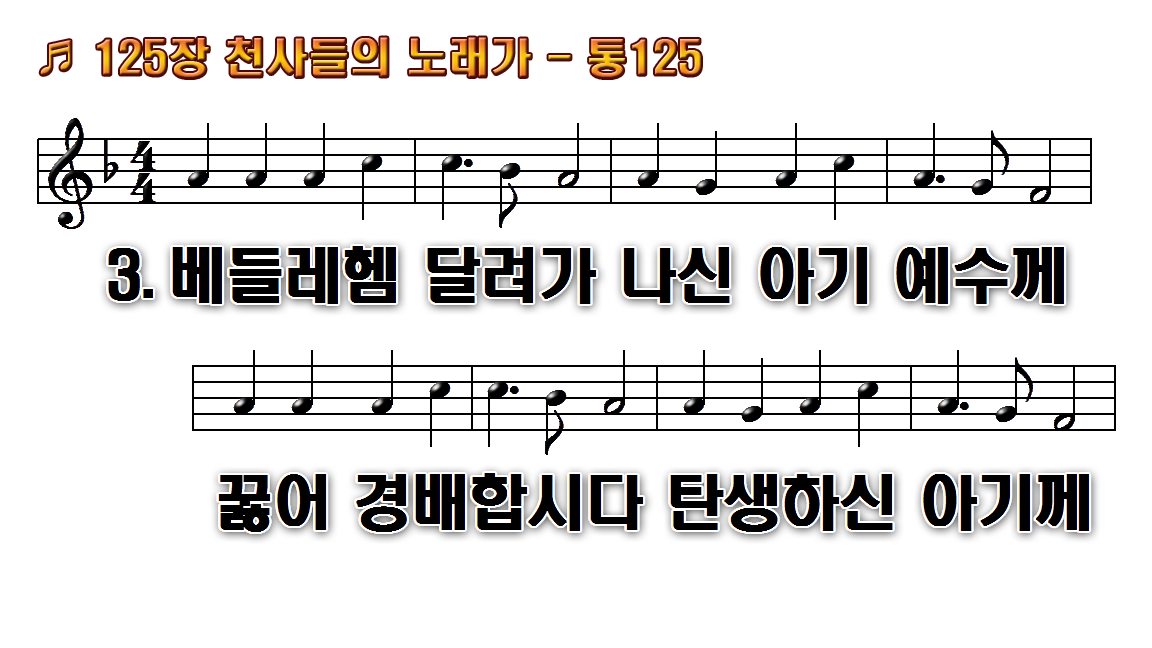 125장 천사들의 노래가 - 통125
3. 베들레헴 달려가 나신 아기 예수께
꿇어 경배합시다 탄생하신 아기께